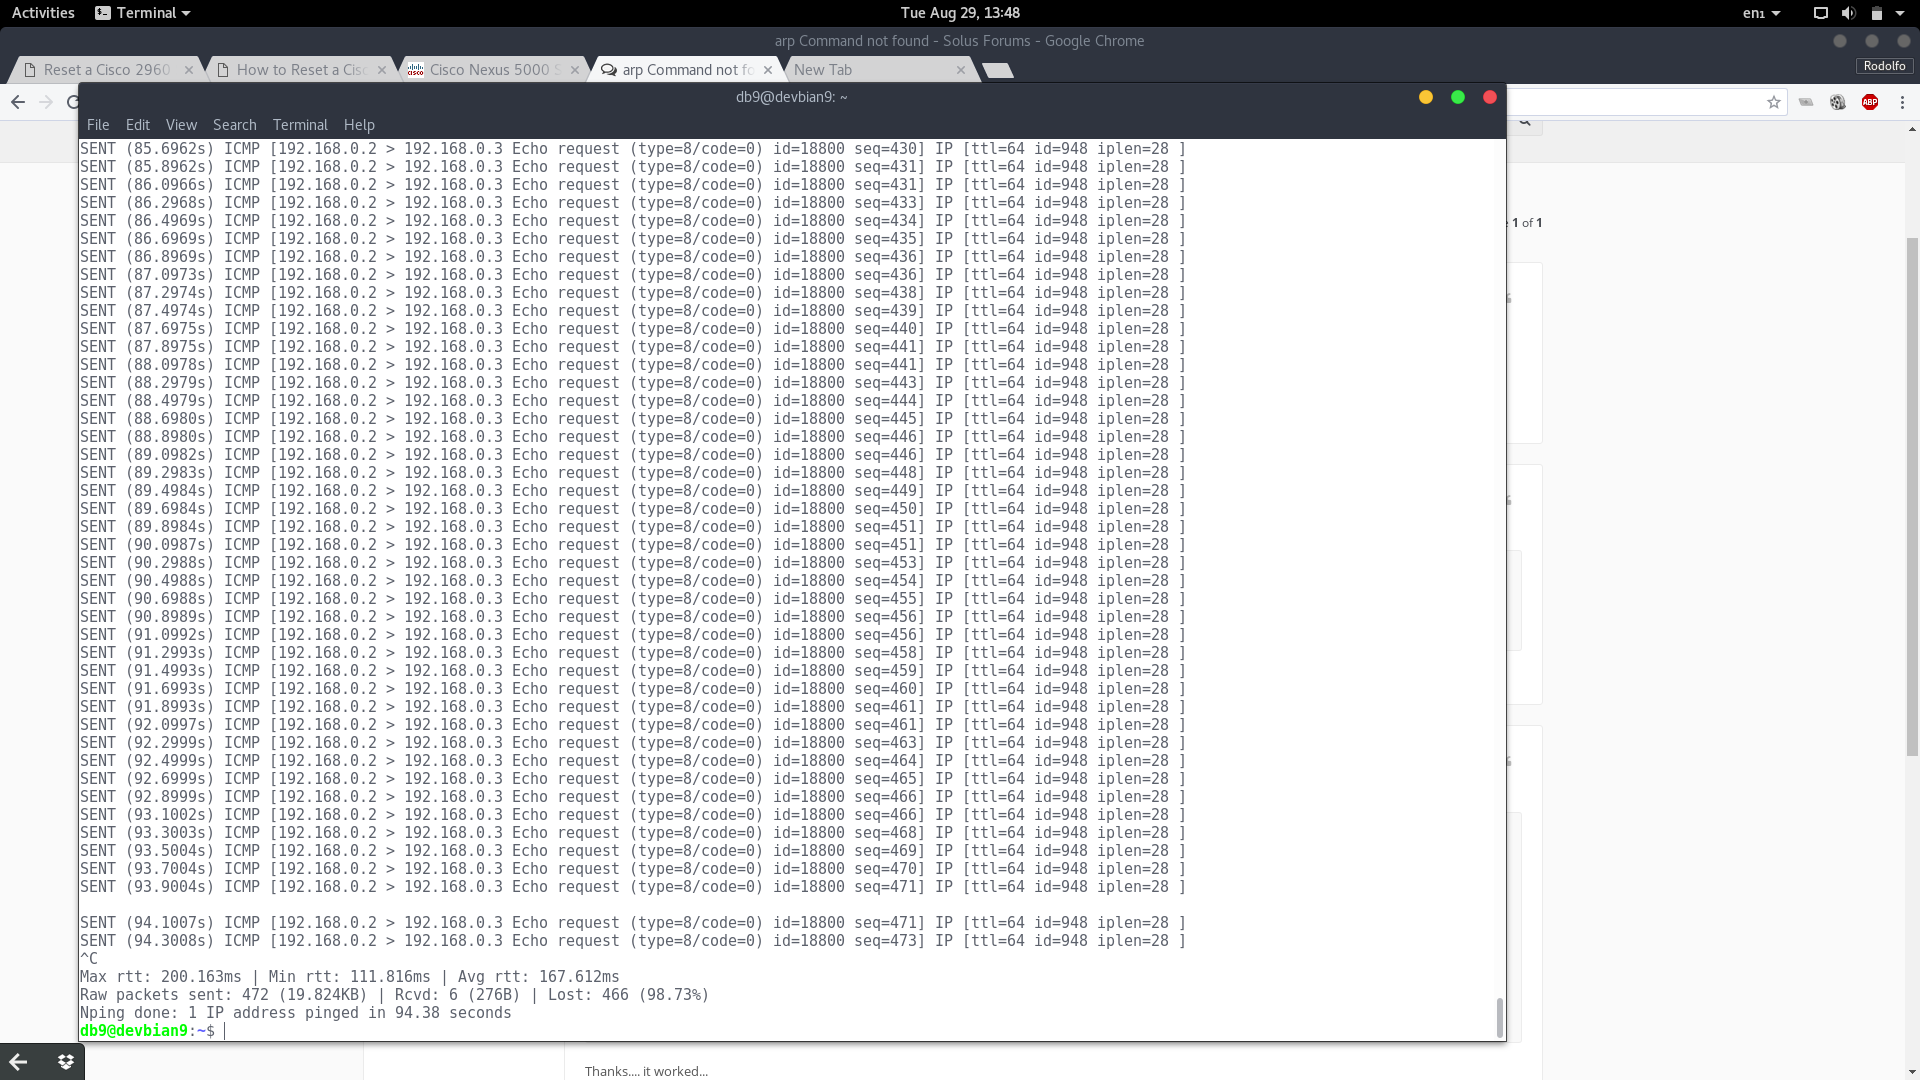 Activities Terminal Tue Aug 29, 13:48 en1
arp Command not found - Solus Forums - Google Chrome
Reset a Cisco 2960 How to Reset a Cis Cisco Nexus 5000 S arp Command not fo New Tab Rodolfo
db9@devbian9: ~
ABP
File Edit View Search Terminal Help
SENT (85.6962s) ICMP [192.168.0.2 > 192.168.0.3 Echo request (type=8/code=0) id=18800 seq=430] IP [ttl=64 id=948 iplen=28 ]
SENT (85.8962s) ICMP [192.168.0.2 > 192.168.0.3 Echo request (type=8/code=0) id=18800 seq=431] IP [ttl=64 id=948 iplen=28 ]
SENT (86.0966s) ICMP [192.168.0.2 > 192.168.0.3 Echo request (type=8/code=0) id=18800 seq=431] IP [ttl=64 id=948 iplen=28 ]
SENT (86.2968s) ICMP [192.168.0.2 > 192.168.0.3 Echo request (type=8/code=0) id=18800 seq=433] IP [ttl=64 id=948 iplen=28 ]
SENT (86.4969s) ICMP [192.168.0.2 > 192.168.0.3 Echo request (type=8/code=0) id=18800 seq=434] IP [ttl=64 id=948 iplen=28 ]
1 of 1
SENT (86.6969s) ICMP [192.168.0.2 > 192.168.0.3 Echo request (type=8/code=0) id=18800 seq=435] IP [ttl=64 id=948 iplen=28 ]
SENT (86.8969s) ICMP [192.168.0.2 > 192.168.0.3 Echo request (type=8/code=0) id=18800 seq=436] IP [ttl=64 id=948 iplen=28 ]
SENT (87.0973s) ICMP [192.168.0.2 > 192.168.0.3 Echo request (type=8/code=0) id=18800 seq=436] IP [ttl=64 id=948 iplen=28 ]
SENT (87.2974s) ICMP [192.168.0.2 > 192.168.0.3 Echo request (type=8/code=0) id=18800 seq=438] IP [ttl=64 id=948 iplen=28 ]
SENT (87.4974s) ICMP [192.168.0.2 > 192.168.0.3 Echo request (type=8/code=0) id=18800 seq=439] IP [ttl=64 id=948 iplen=28 ]
SENT (87.6975s) ICMP [192.168.0.2 > 192.168.0.3 Echo request (type=8/code=0) id=18800 seq=440] IP [ttl=64 id=948 iplen=28 ]
SENT (87.8975s) ICMP [192.168.0.2 > 192.168.0.3 Echo request (type=8/code=0) id=18800 seq=441] IP [ttl=64 id=948 iplen=28 ]
SENT (88.0978s) ICMP [192.168.0.2 > 192.168.0.3 Echo request (type=8/code=0) id=18800 seq=441] IP [ttl=64 id=948 iplen=28 ]
SENT (88.2979s) ICMP [192.168.0.2 > 192.168.0.3 Echo request (type=8/code=0) id=18800 seq=443] IP [ttl=64 id=948 iplen=28 ]
SENT (88.4979s) ICMP [192.168.0.2 > 192.168.0.3 Echo request (type=8/code=0) id=18800 seq=444] IP [ttl=64 id=948 iplen=28 ]
SENT (88.6980s) ICMP [192.168.0.2 > 192.168.0.3 Echo request (type=8/code=0) id=18800 seq=445] IP [ttl=64 id=948 iplen=28 ]
SENT (88.8980s) ICMP [192.168.0.2 > 192.168.0.3 Echo request (type=8/code=0) id=18800 seq=446] IP [ttl=64 id=948 iplen=28 ]
SENT (89.0982s) ICMP [192.168.0.2 > 192.168.0.3 Echo request (type=8/code=0) id=18800 seq=446] IP [ttl=64 id=948 iplen=28 ]
SENT (89.2983s) ICMP [192.168.0.2 > 192.168.0.3 Echo request (type=8/code=0) id=18800 seq=448] IP [ttl=64 id=948 iplen=28 ]
SENT (89.4984s) ICMP [192.168.0.2 > 192.168.0.3 Echo request (type=8/code=0) id=18800 seq=449] IP [ttl=64 id=948 iplen=28 ]
SENT (89.6984s) ICMP [192.168.0.2 > 192.168.0.3 Echo request (type=8/code=0) id=18800 seq=450] IP [ttl=64 id=948 iplen=28 ]
SENT (89.8984s) ICMP [192.168.0.2 > 192.168.0.3 Echo request (type=8/code=0) id=18800 seq=451] IP [ttl=64 id=948 iplen=28 ]
SENT (90.0987s) ICMP [192.168.0.2 > 192.168.0.3 Echo request (type=8/code=0) id=18800 seq=451] IP [ttl=64 id=948 iplen=28 ]
SENT (90.2988s) ICMP [192.168.0.2 > 192.168.0.3 Echo request (type=8/code=0) id=18800 seq=453] IP [ttl=64 id=948 iplen=28 ]
SENT (90.4988s) ICMP [192.168.0.2 > 192.168.0.3 Echo request (type=8/code=0) id=18800 seq=454] IP [ttl=64 id=948 iplen=28 ]
SENT (90.6988s) ICMP [192.168.0.2 > 192.168.0.3 Echo request (type=8/code=0) id=18800 seq=455] IP [ttl=64 id=948 iplen=28 ]
SENT (90.8989s) ICMP [192.168.0.2 > 192.168.0.3 Echo request (type=8/code=0) id=18800 seq=456] IP [ttl=64 id=948 iplen=28 ]
SENT (91.0992s) ICMP [192.168.0.2 > 192.168.0.3 Echo request (type=8/code=0) id=18800 seq=456] IP [ttl=64 id=948 iplen=28 ]
SENT (91.2993s) ICMP [192.168.0.2 > 192.168.0.3 Echo request (type=8/code=0) id=18800 seq=458] IP [ttl=64 id=948 iplen=28 ]
SENT (91.4993s) ICMP [192.168.0.2 > 192.168.0.3 Echo request (type=8/code=0) id=18800 seq=459] IP [ttl=64 id=948 iplen=28 ]
SENT (91.6993s) ICMP [192.168.0.2 > 192.168.0.3 Echo request (type=8/code=0) id=18800 seq=460] IP [ttl=64 id=948 iplen=28 ]
SENT (91.8993s) ICMP [192.168.0.2 > 192.168.0.3 Echo request (type=8/code=0) id=18800 seq=461] IP [ttl=64 id=948 iplen=28 ]
SENT (92.0997s) ICMP [192.168.0.2 > 192.168.0.3 Echo request (type=8/code=0) id=18800 seq=461] IP [ttl=64 id=948 iplen=28 ]
SENT (92.2999s) ICMP [192.168.0.2 > 192.168.0.3 Echo request (type=8/code=0) id=18800 seq=463] IP [ttl=64 id=948 iplen=28 ]
SENT (92.4999s) ICMP [192.168.0.2 > 192.168.0.3 Echo request (type=8/code=0) id=18800 seq=464] IP [ttl=64 id=948 iplen=28 ]
SENT (92.6999s) ICMP [192.168.0.2 > 192.168.0.3 Echo request (type=8/code=0) id=18800 seq=465] IP [ttl=64 id=948 iplen=28 ]
SENT (92.8999s) ICMP [192.168.0.2 > 192.168.0.3 Echo request (type=8/code=0) id=18800 seq=466] IP [ttl=64 id=948 iplen=28 ]
SENT (93.1002s) ICMP [192.168.0.2 > 192.168.0.3 Echo request (type=8/code=0) id=18800 seq=466] IP [ttl=64 id=948 iplen=28 ]
SENT (93.3003s) ICMP [192.168.0.2 > 192.168.0.3 Echo request (type=8/code=0) id=18800 seq=468] IP [ttl=64 id=948 iplen=28 ]
SENT (93.5004s) ICMP [192.168.0.2 > 192.168.0.3 Echo request (type=8/code=0) id=18800 seq=469] IP [ttl=64 id=948 iplen=28 ]
SENT (93.7004s) ICMP [192.168.0.2 > 192.168.0.3 Echo request (type=8/code=0) id=18800 seq=470] IP [ttl=64 id=948 iplen=28 ]
SENT (93.9004s) ICMP [192.168.0.2 > 192.168.0.3 Echo request (type=8/code=0) id=18800 seq=471] IP [ttl=64 id=948 iplen=28 ]
SENT (94.1007s) ICMP [192.168.0.2 > 192.168.0.3 Echo request (type=8/code=0) id=18800 seq=471] IP [ttl=64 id=948 iplen=28 ]
SENT (94.3008s) ICMP [192.168.0.2 > 192.168.0.3 Echo request (type=8/code=0) id=18800 seq=473] IP [ttl=64 id=948 iplen=28 ]
^C
Max rtt: 200.163ms | Min rtt: 111.816ms | Avg rtt: 167.612ms
Raw packets sent: 472 (19.824KB) | Rcvd: 6 (276B) | Lost: 466 (98.73%)
Nping done: 1 IP address pinged in 94.38 seconds
db9@devbian9:~$
Thanks.... it worked...